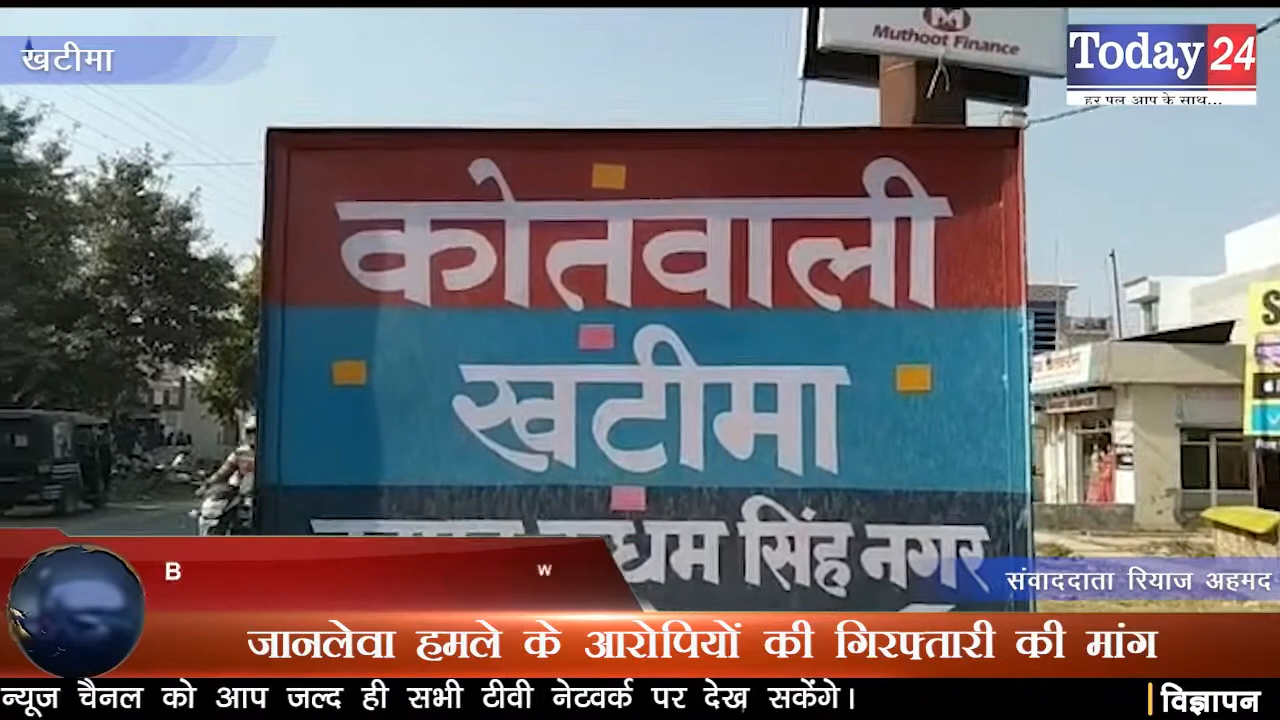 Muthoot Finance
खटीमा
Today 24
हर पल आप के साथ...
कोतवाली
खटीमा
सिंह नगर
B
w
संवाददाता रियाज अहमद
जानलेवा हमले के आरोपियों की गिरफ्तारी की मांग
न्यूज चैनल को आप जल्द ही सभी टीवी नेटवर्क पर देख सकेंगे।
विज्ञापन